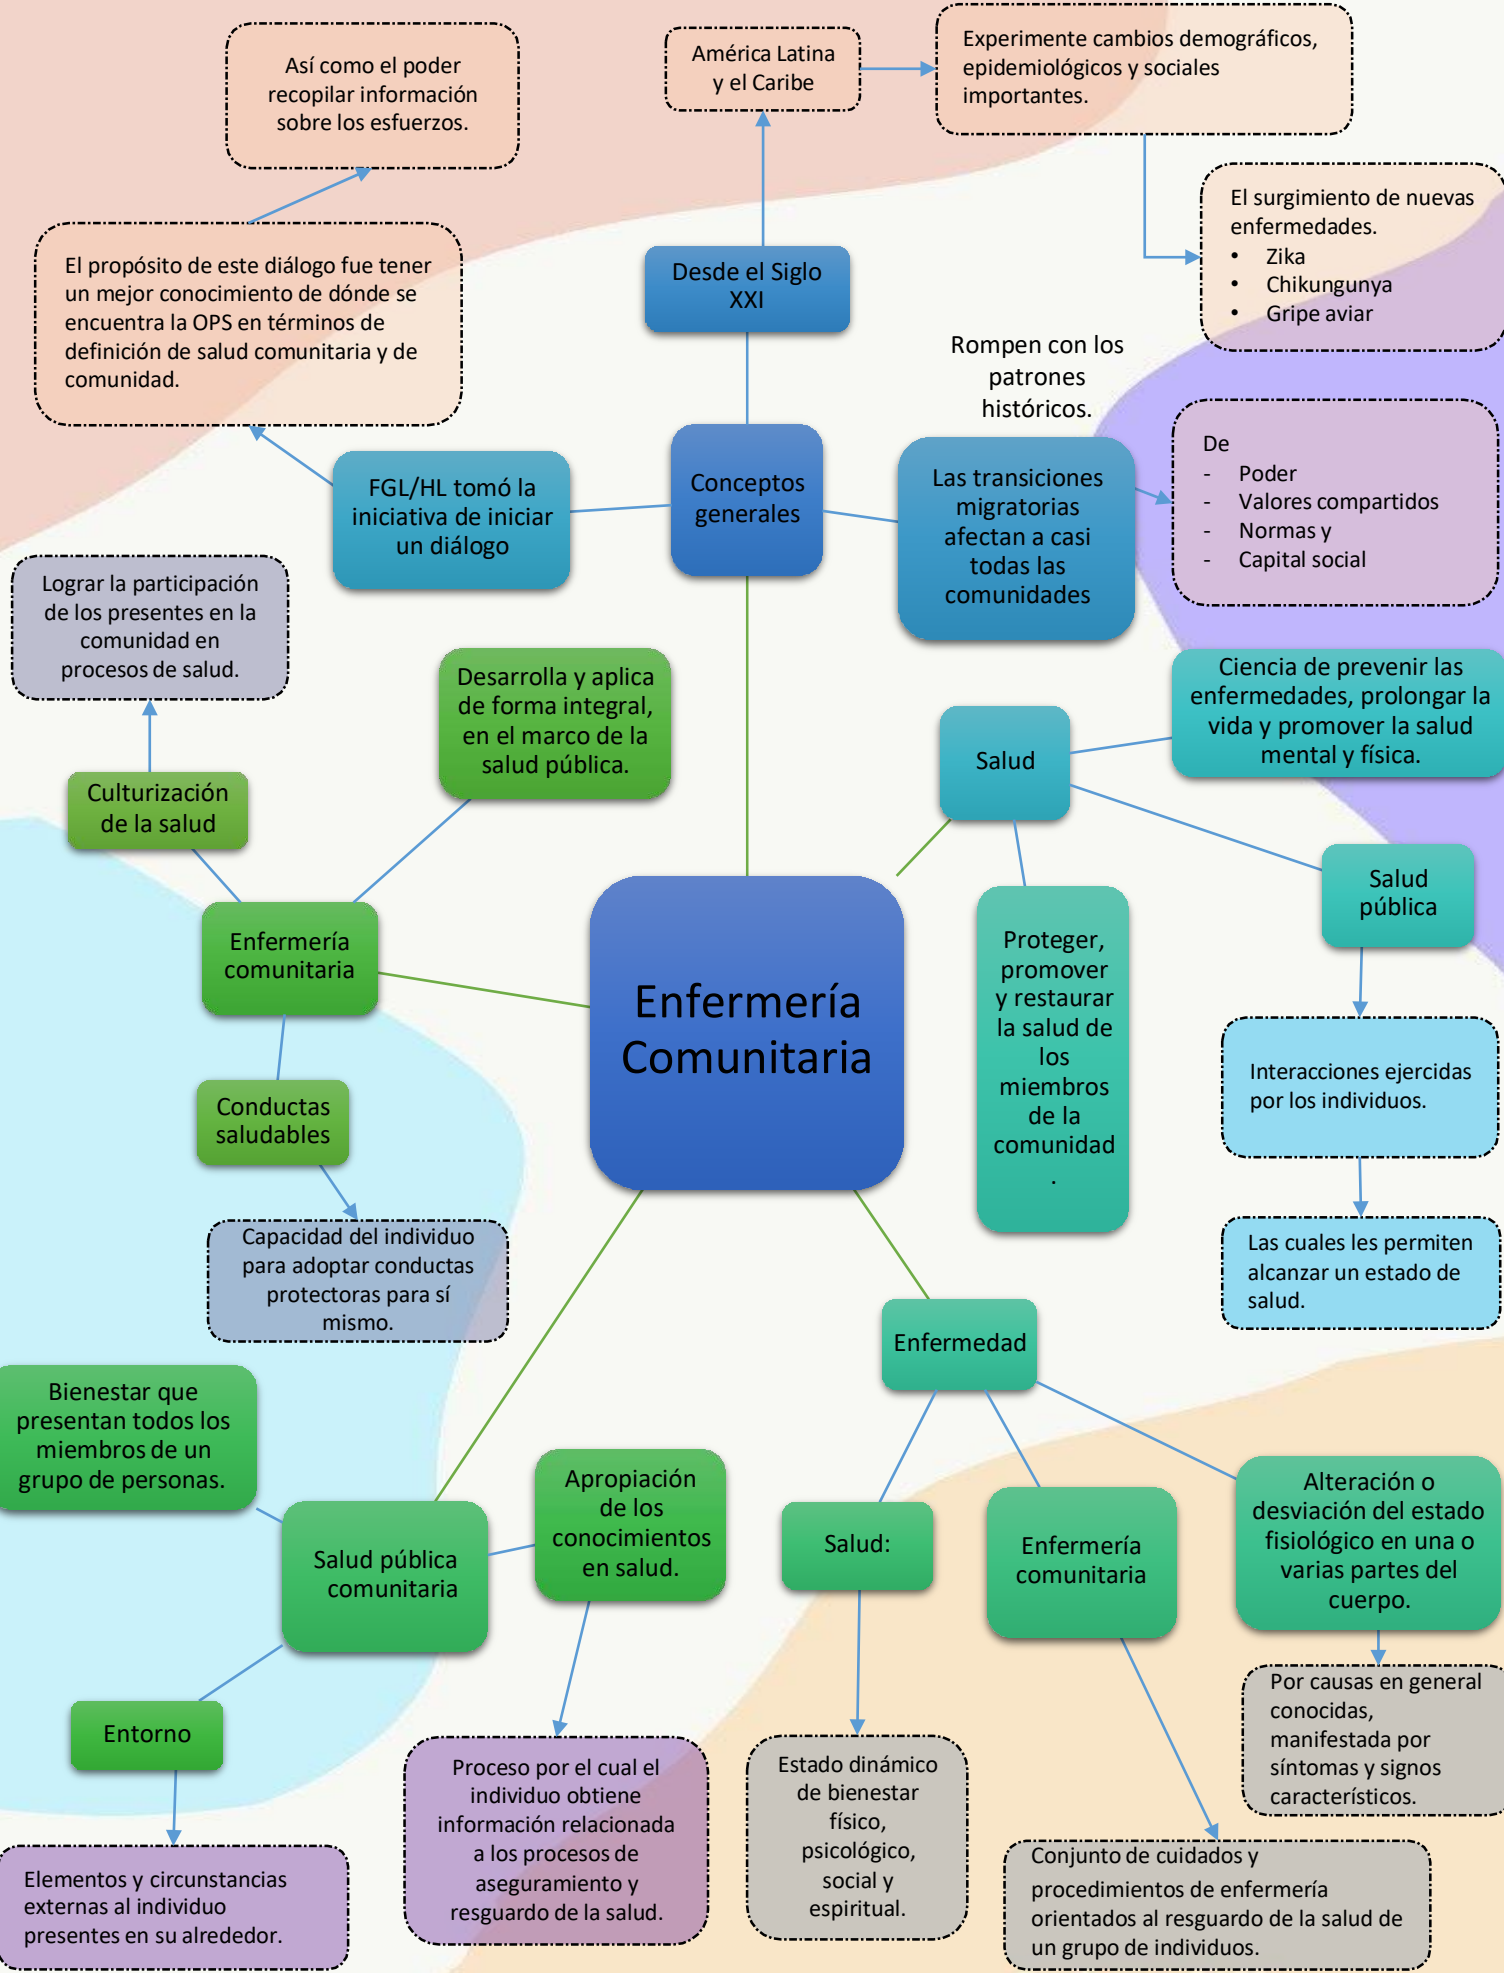 Así como el poder
recopilar información
sobre los esfuerzos.
América Latina
y el Caribe
Experimente cambios demográficos,
epidemiológicos y sociales
importantes.
El surgimiento de nuevas
enfermedades.
• Zika
• Chikungunya
• Gripe aviar
El propósito de este diálogo fue tener
un mejor conocimiento de dónde se
encuentra la OPS en términos de
definición de salud comunitaria y de
comunidad.
Desde el Siglo
XXI
Rompen con los
patrones
históricos.
FGL/HL tomó la
iniciativa de iniciar
un diálogo
Conceptos
generales
Las transiciones
migratorias
afectan a casi
todas las
comunidades
De
- Poder
- Valores compartidos
- Normas y
- Capital social
Lograr la participación
de los presentes en la
comunidad en
procesos de salud.
Desarrolla y aplica
de forma integral,
en el marco de la
salud pública.
Salud
Ciencia de prevenir las
enfermedades, prolongar la
vida y promover la salud
mental y física.
Culturización
de la salud
Salud
pública
Enfermería
comunitaria
Enfermería
Comunitaria
Proteger,
promover
y restaurar
la salud de
los
miembros
de la
comunidad
.
Interacciones ejercidas
por los individuos.
Conductas
saludables
Las cuales les permiten
alcanzar un estado de
salud.
Capacidad del individuo
para adoptar conductas
protectoras para sí
mismo.
Enfermedad
Bienestar que
presentan todos los
miembros de un
grupo de personas.
Apropiación
de los
conocimientos
en salud.
Salud pública
comunitaria
Salud:
Enfermería
comunitaria
Alteración o
desviación del estado
fisiológico en una o
varias partes del
cuerpo.
Entorno
Por causas en general
conocidas,
manifestada por
síntomas y signos
característicos.
Proceso por el cual el
individuo obtiene
información relacionada
a los procesos de
aseguramiento y
resguardo de la salud.
Estado dinámico
de bienestar
físico,
psicológico,
social y
espiritual.
Elementos y circunstancias
externas al individuo
presentes en su alrededor.
Conjunto de cuidados y
procedimientos de enfermería
orientados al resguardo de la salud de
un grupo de individuos.